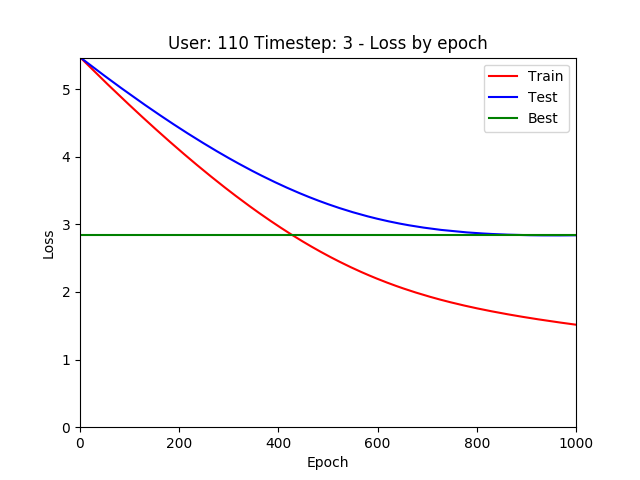 User: 110 Timestep: 3 - Loss by epoch
Train
Test
Best
5
4
3
2
1
0
Loss
0 200 400 600 800 1000
Epoch